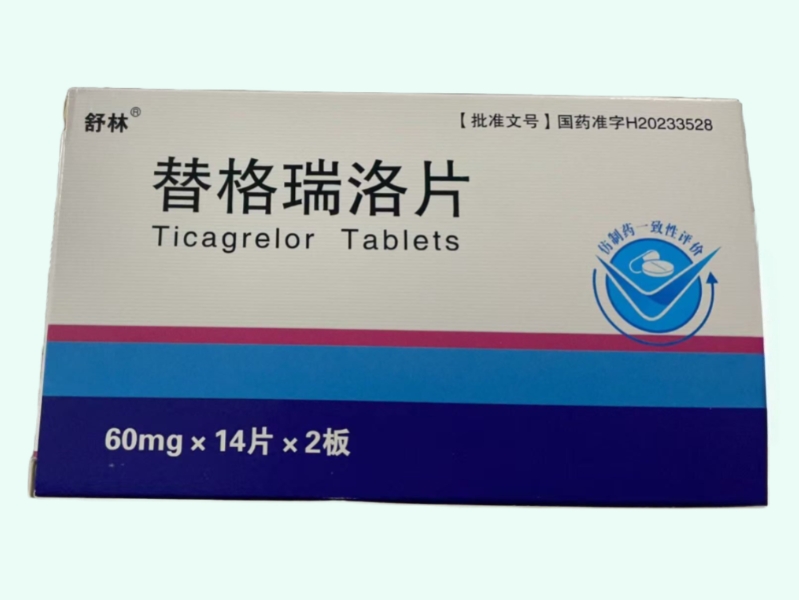 舒林®
【批准文号】国药准字H20233528
替格瑞洛片
Ticagrelor Tablets
仿制药一致性评价
60mg×14片×2板